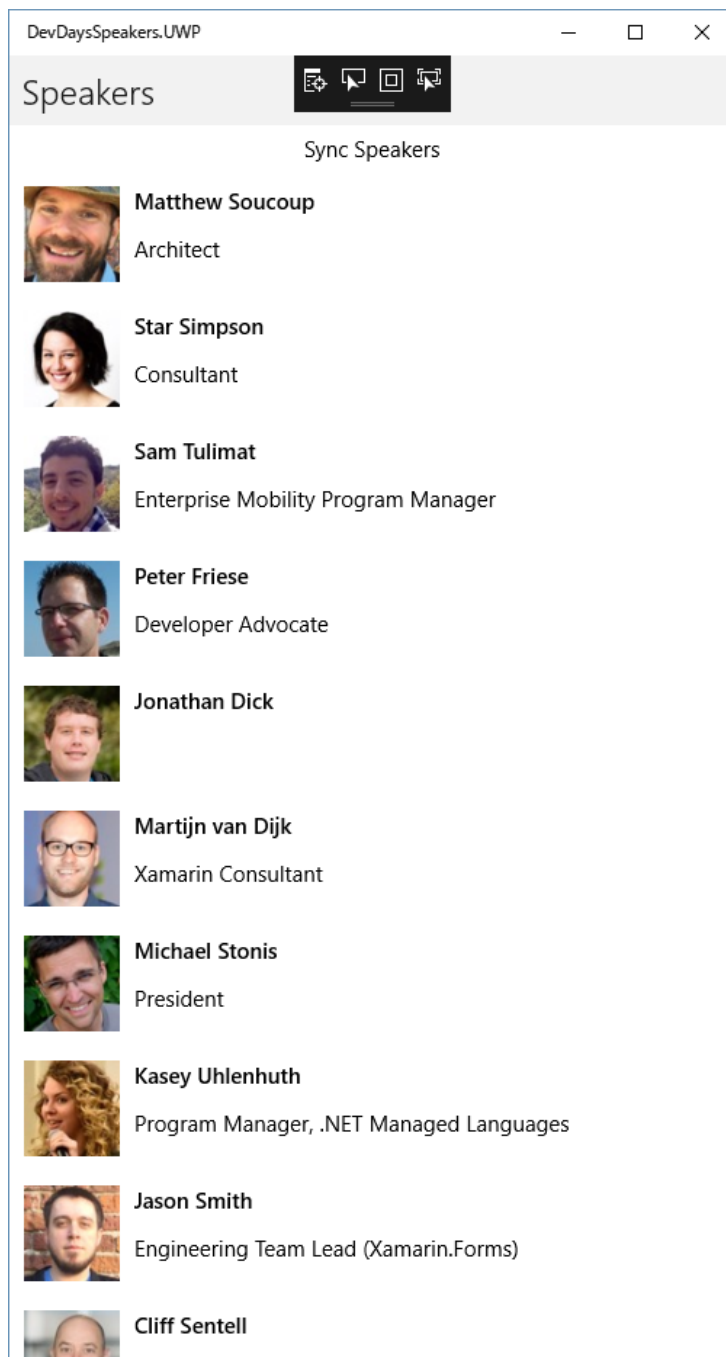 DevDaysSpeakers.UWP
Speakers
Sync Speakers
Matthew Soucoup
Architect
Star Simpson
Consultant
Sam Tulimat
Enterprise Mobility Program Manager
Peter Friese
Developer Advocate
Jonathan Dick
Martijn van Dijk
Xamarin Consultant
Michael Stonis
President
Kasey Uhlenhuth
Program Manager, .NET Managed Languages
Jason Smith
Engineering Team Lead (Xamarin.Forms)
Cliff Sentell